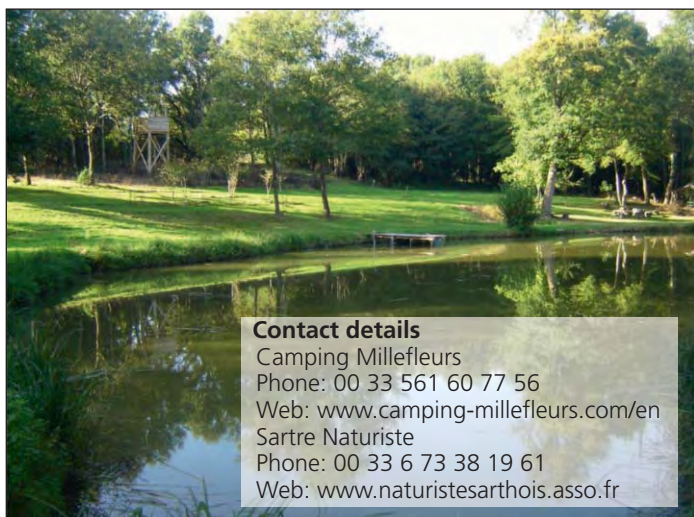 Contact details
Camping Millefleurs
Phone: 00 33 561 60 77 56
Web: www.camping-millefleurs.com/en
Sartre Naturiste
Phone: 00 33 6 73 38 19 61
Web: www.naturistesarthois.asso.fr